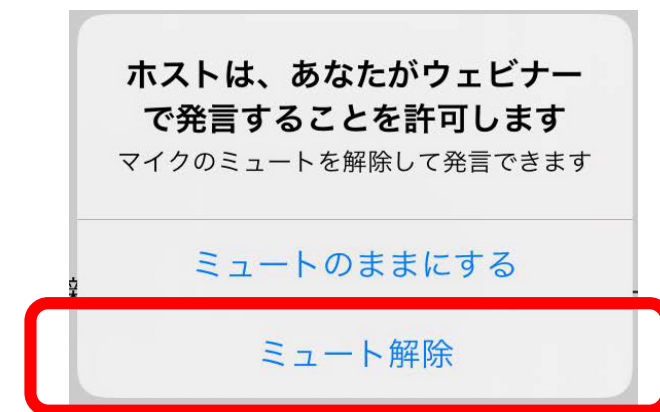 ホストは、あなたがウェビナー
で発言することを許可します
マイクのミュートを解除して発言できます
ミュートのままにする
ミュート解除